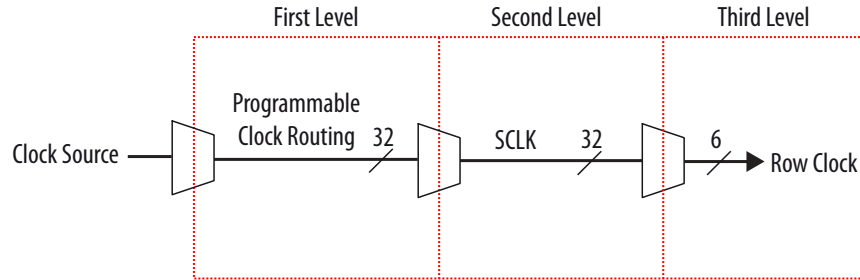 First Level Second Level Third Level
Programmable
Clock Routing 32 SCLK 32 6
Clock Source Row Clock